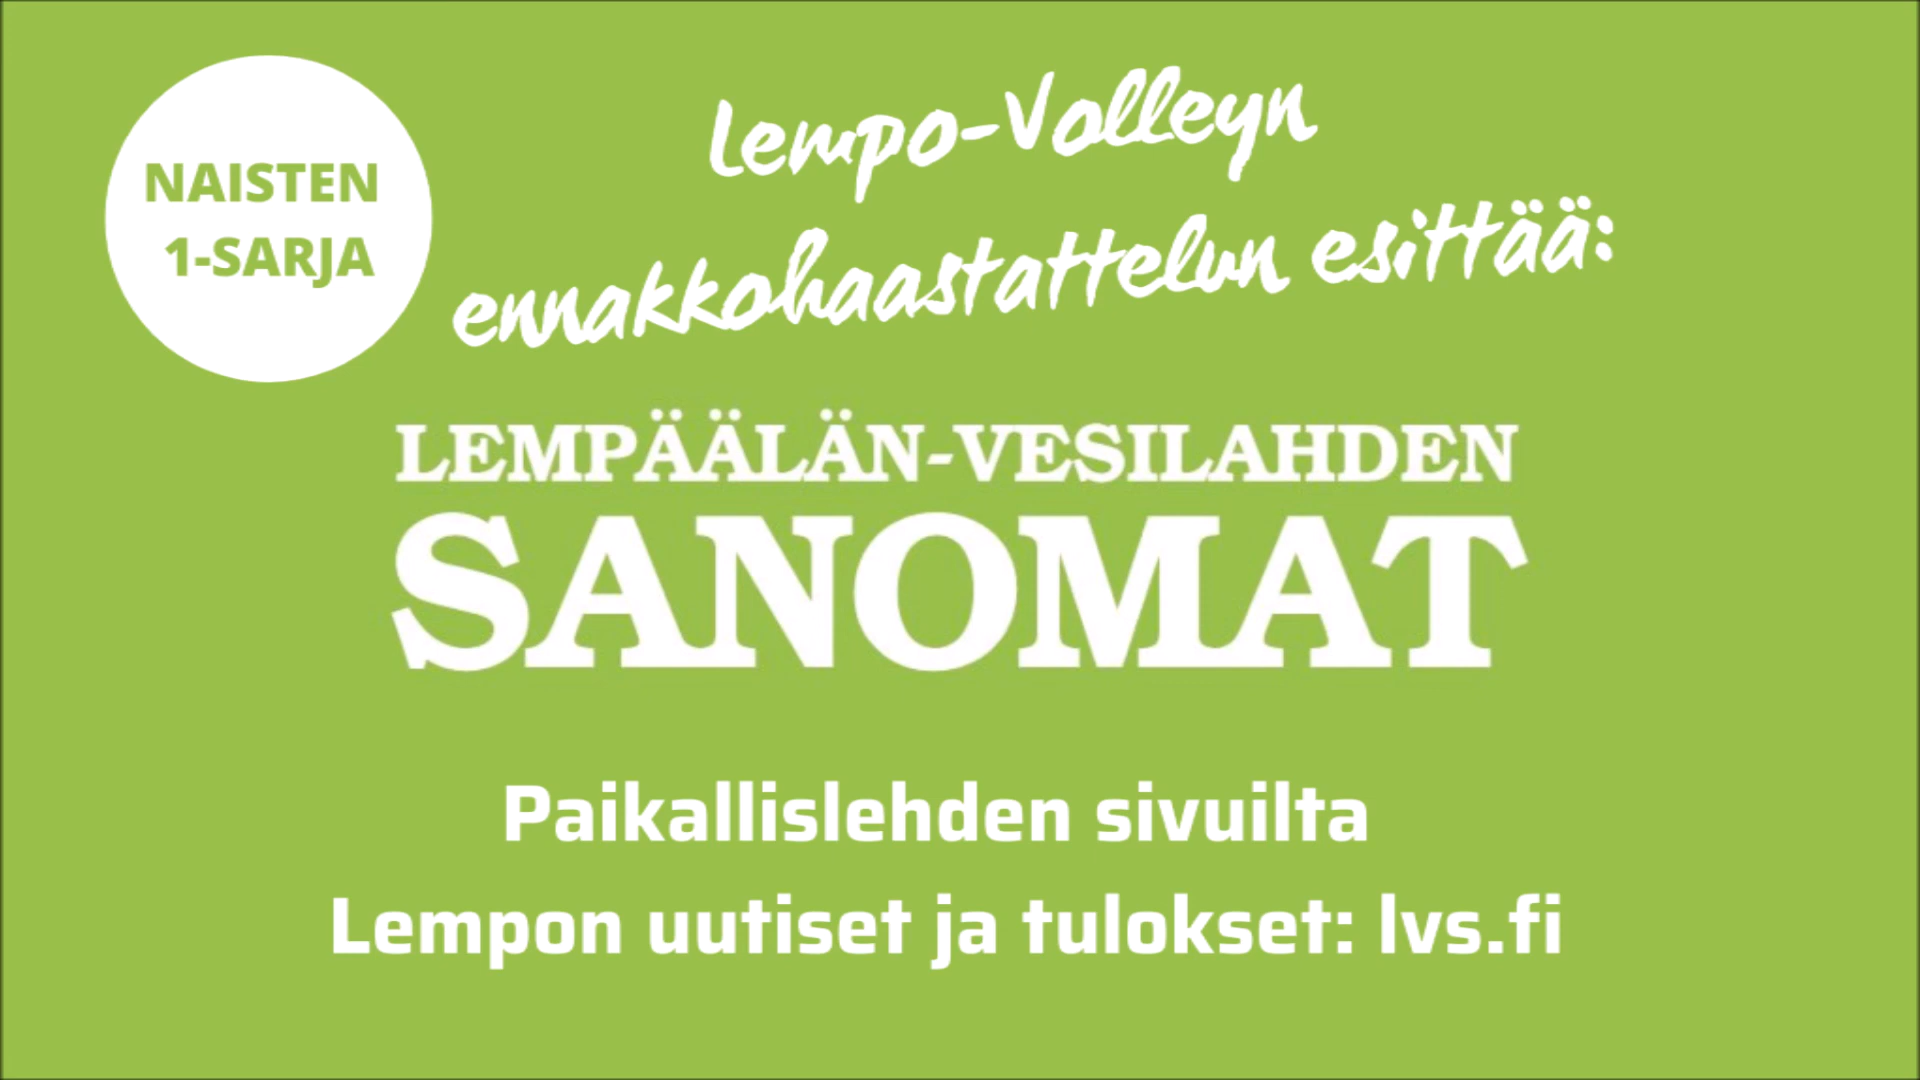 NAISTEN
1-SARJA
Lempo-Volleyn
ennakkohaastattelun esittää:
LEMPÄÄLÄN-VESILAHDEN
SANOMAT
Paikallislehden sivuilta
Lempon uutiset ja tulokset: lvs.fi